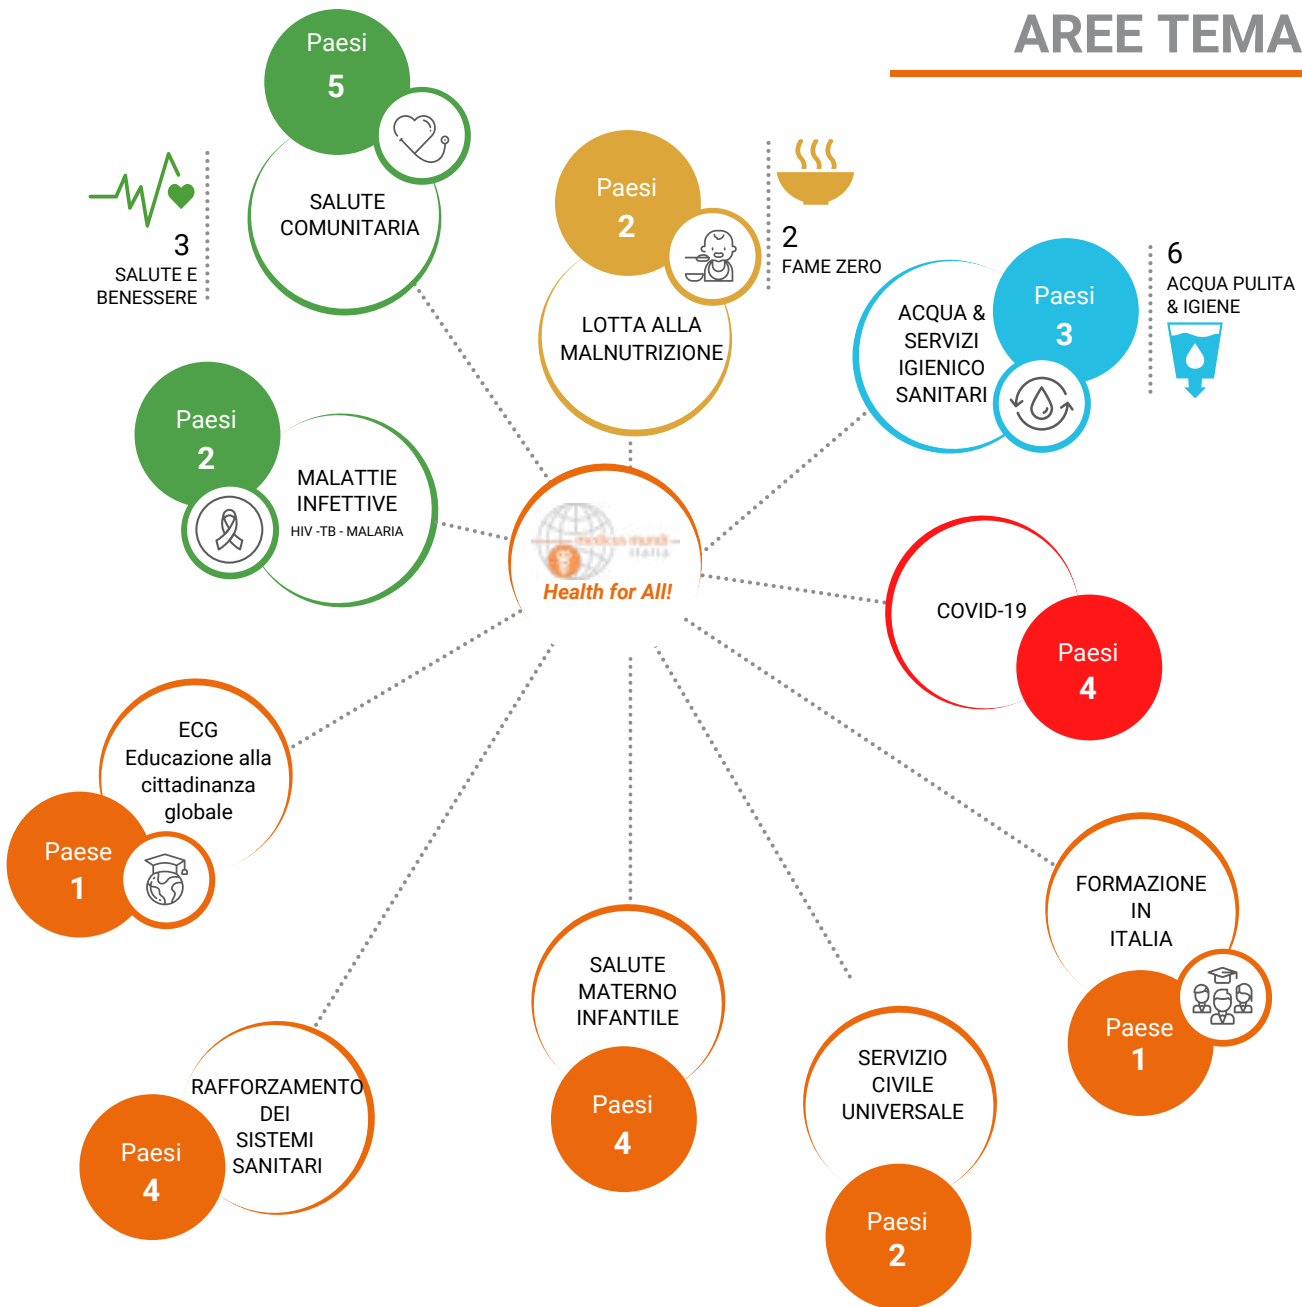 AREE TEMA
Paesi
5
SALUTE
COMUNITARIA
3
SALUTE E
BENESSERE
Paesi
2
LOTTA ALLA
MALNUTRIZIONE
2
FAME ZERO
Paesi
3
ACQUA &
SERVIZI
IGIENICO
SANITARI
6
ACQUA PULITA
& IGIENE
Paesi
2
MALATTIE
INFETTIVE
HIV -TB - MALARIA
medicus mundi
italia
Health for All!
COVID-19
Paesi
4
ECG
Educazione alla
cittadinanza
globale
Paese
1
FORMAZIONE
IN
ITALIA
Paese
1
SALUTE
MATERNO
INFANTILE
Paesi
4
SERVIZIO
CIVILE
UNIVERSALE
Paesi
2
RAFFORZAMENTO
DEI
SISTEMI
SANITARI
Paesi
4